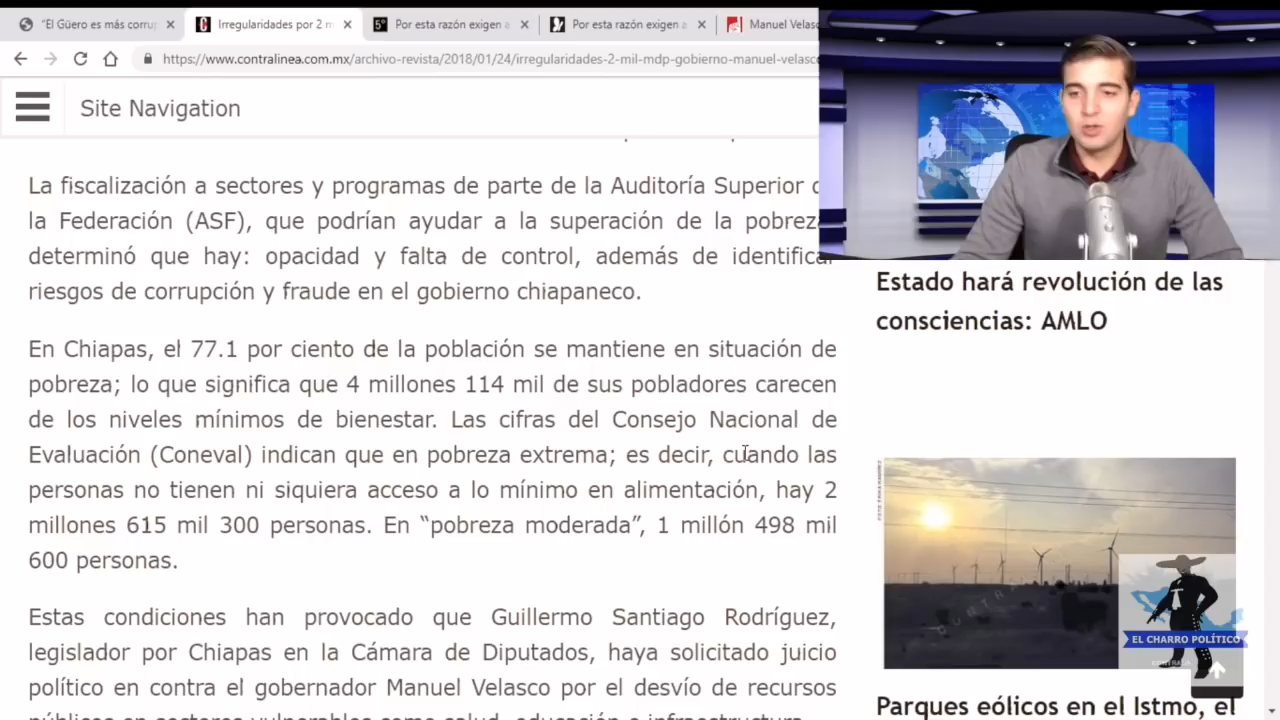 "El Güero es más corrup
Irregularidades por 2 m
Por esta razón exigen a
Por esta razón exigen a
Manuel Velasc
https://www.contralinea.com.mx/archivo-revista/2018/01/24/irregularidades-2-mil-mdp-gobierno-manuel-velasco
Site Navigation
La fiscalización a sectores y programas de parte de la Auditoría Superior
la Federación (ASF), que podrían ayudar a la superación de la pobreza
determinó que hay: opacidad y falta de control, además de identificar
riesgos de corrupción y fraude en el gobierno chiapaneco.
En Chiapas, el 77.1 por ciento de la población se mantiene en situación de
pobreza; lo que significa que 4 millones 114 mil de sus pobladores carecen
de los niveles mínimos de bienestar. Las cifras del Consejo Nacional de
Evaluación (Coneval) indican que en pobreza extrema; es decir, cuando las
personas no tienen ni siquiera acceso a lo mínimo en alimentación, hay 2
millones 615 mil 300 personas. En “pobreza moderada”, 1 millón 498 mil
600 personas.
Estas condiciones han provocado que Guillermo Santiago Rodríguez,
legislador por Chiapas en la Cámara de Diputados, haya solicitado juicio
político en contra el gobernador Manuel Velasco por el desvío de recursos
públicos en sectores vulnerables como salud, educación e infraestructura
Estado hará revolución de las
consciencias: AMLO
EL CHARRO POLÍTICO
Parques eólicos en el Istmo, el